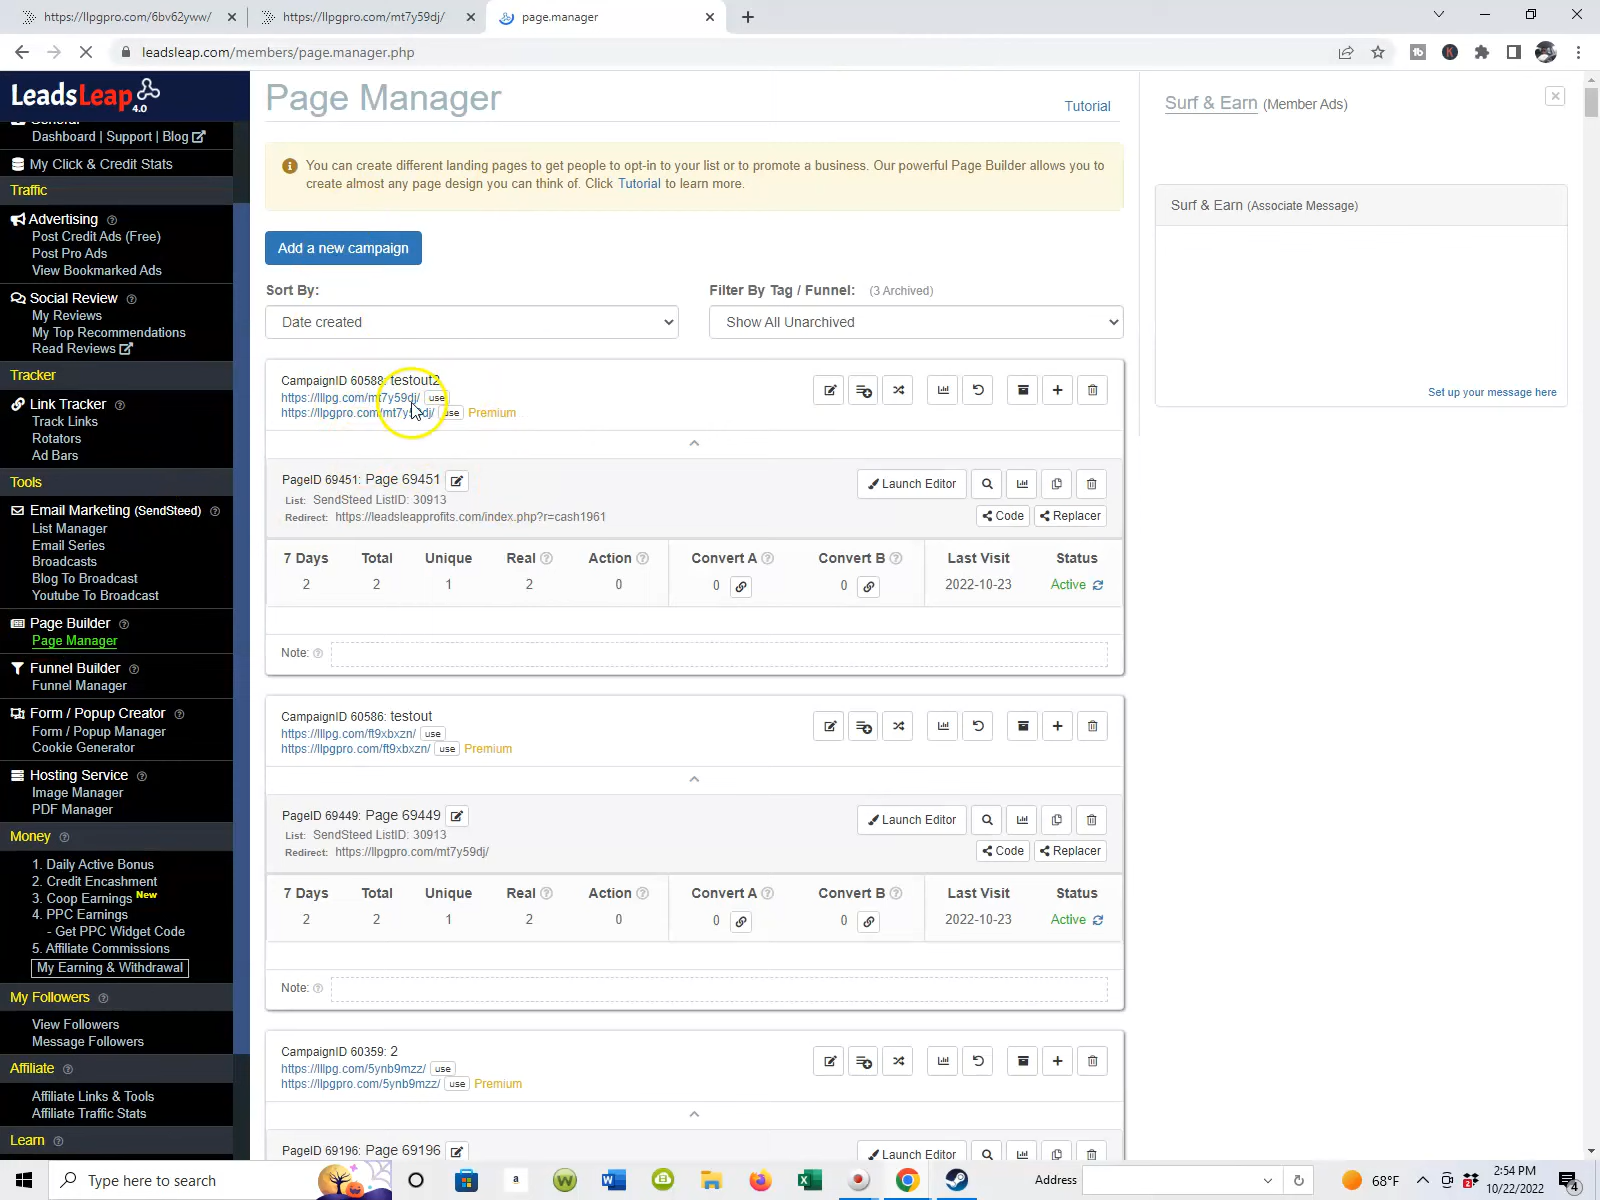 https://llpgpro.com/6bv62yww/
https://llpgpro.com/mt7y59dj/
page.manager
leadsleap.com/members/page.manager.php
LeadsLeap 4.0
Dashboard | Support | Blog
My Click & Credit Stats
Traffic
Advertising
Post Credit Ads (Free)
Post Pro Ads
View Bookmarked Ads
Social Review
My Reviews
My Top Recommendations
Read Reviews
Tracker
Link Tracker
Track Links
Rotators
Ad Bars
Tools
Email Marketing (SendSteed)
List Manager
Email Series
Broadcasts
Blog To Broadcast
Youtube To Broadcast
Page Builder
Page Manager
Funnel Builder
Funnel Manager
Form / Popup Creator
Form / Popup Manager
Cookie Generator
Hosting Service
Image Manager
PDF Manager
Money
1. Daily Active Bonus
2. Credit Encashment
3. Coop Earnings New
4. PPC Earnings
- Get PPC Widget Code
5. Affiliate Commissions
My Earning & Withdrawal
My Followers
View Followers
Message Followers
Affiliate
Affiliate Links & Tools
Affiliate Traffic Stats
Learn
Page Manager
Tutorial
You can create different landing pages to get people to opt-in to your list or to promote a business. Our powerful Page Builder allows you to
create almost any page design you can think of. Click Tutorial to learn more.
Add a new campaign
Sort By:
Date created
Filter By Tag / Funnel: (3 Archived)
Show All Unarchived
CampaignID 60588: testout2
https://lllpg.com/mt7y59dj/ use
https://llpgpro.com/mt7y59dj/ use Premium
PageID 69451: Page 69451
List: SendSteed ListID: 30913
Redirect: https://leadsleapprofits.com/index.php?r=cash1961
Launch Editor
Code Replacer
7 Days Total Unique Real Action Convert A Convert B Last Visit Status
2 2 1 2 0 0 0 2022-10-23 Active
Note:
CampaignID 60586: testout
https://lllpg.com/ft9xbxzn/ use
https://llpgpro.com/ft9xbxzn/ use Premium
PageID 69449: Page 69449
List: SendSteed ListID: 30913
Redirect: https://llpgpro.com/mt7y59dj/
Launch Editor
Code Replacer
7 Days Total Unique Real Action Convert A Convert B Last Visit Status
2 2 1 2 0 0 0 2022-10-23 Active
Note:
CampaignID 60359: 2
https://lllpg.com/5ynb9mzz/ use
https://llpgpro.com/5ynb9mzz/ use Premium
PageID 69196: Page 69196
Launch Editor
Surf & Earn (Member Ads)
Surf & Earn (Associate Message)
Set up your message here
Type here to search
Address
68°F
2:54 PM
10/22/2022
4